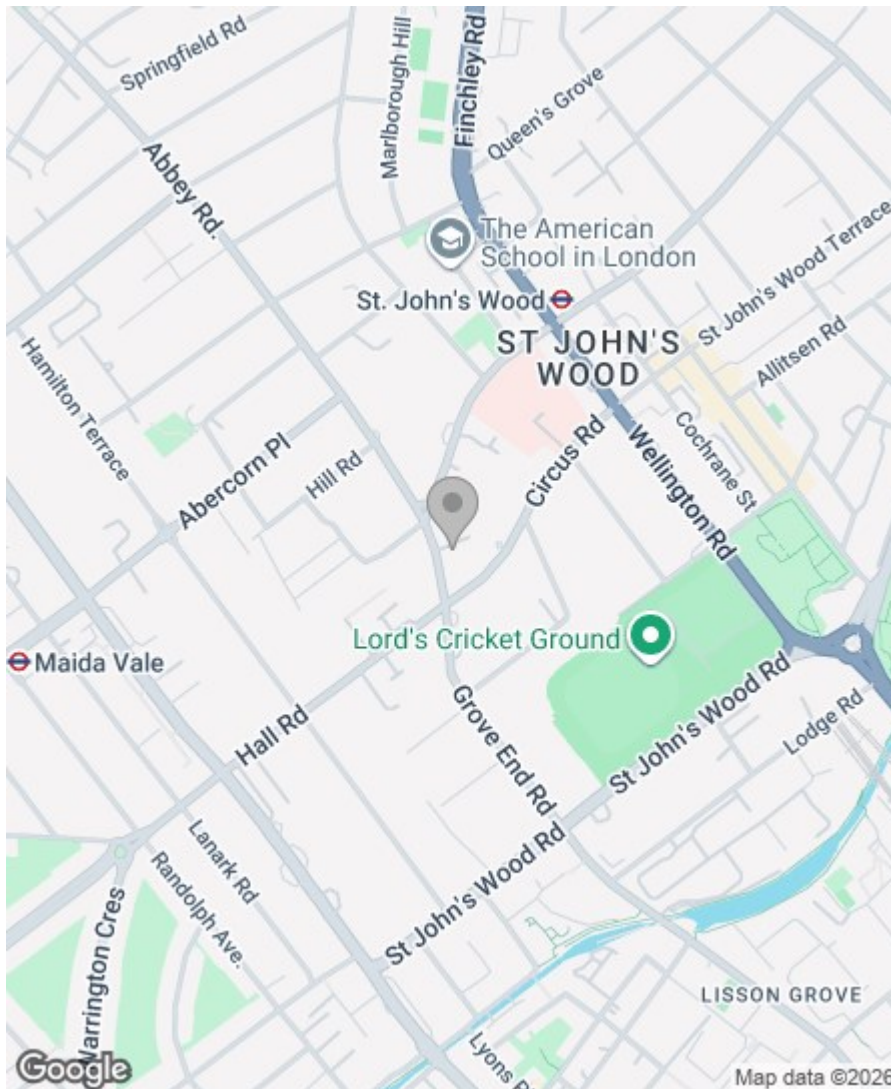 Springfield Rd
Marlborough Hill
Finchley Rd
Queen's Grove
Abbey Rd.
The American
School in London
St. John's Wood
St John's Wood Terrace
ST JOHN'S
WOOD
Allitsen Rd
Hamilton Terrace
Abercorn Pl
Hill Rd
Circus Rd
Cochrane St
Wellington Rd
Lord's Cricket Ground
Maida Vale
Hall Rd
Grove End Rd
St John's Wood Rd
Lodge Rd
Lanark Rd
Randolph Ave.
Warrington Cres
St John's Wood Rd
LISSON GROVE
Lyons
Google
Map data ©2026